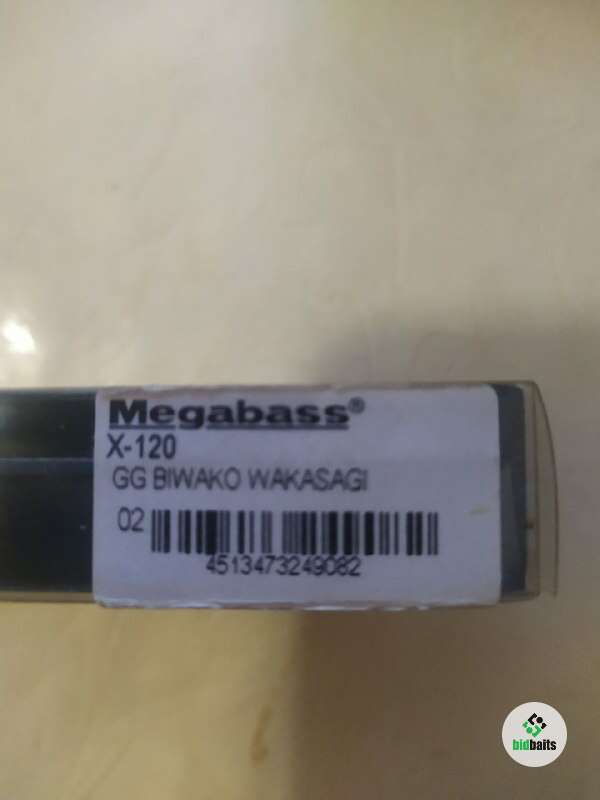 Megabass®
X-120
GG BIWAKO WAKASAGI
02
4513473249082
bidbaits